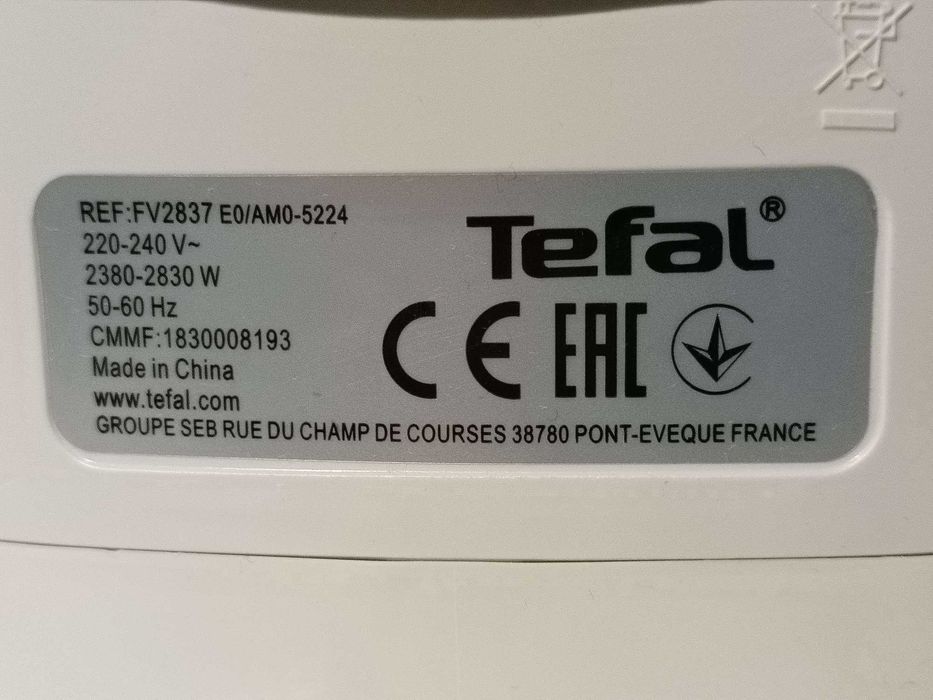 REF:FV2837 E0/AM0-5224
220-240 V~
2380-2830 W
50-60 Hz
CMMF:1830008193
Made in China
www.tefal.com
GROUPE SEB RUE DU CHAMP DE COURSES 38780 PONT-EVEQUE FRANCE
Tefal®
CE EAC